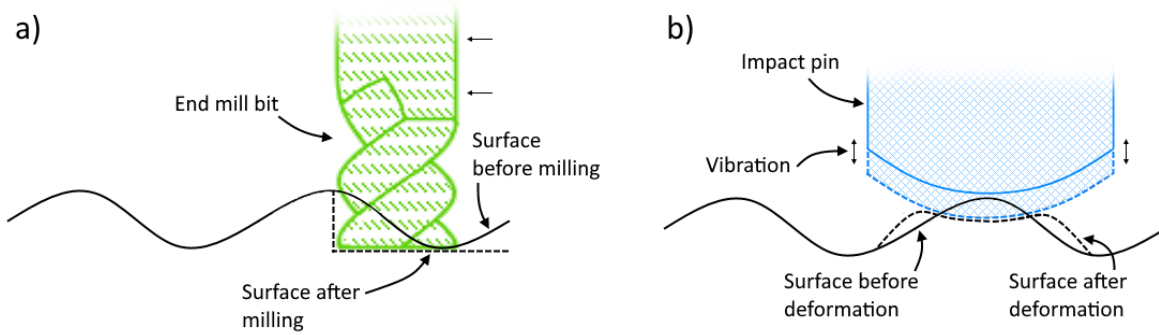 a)
End mill bit
Surface
before milling
Surface after
milling
b)
Impact pin
Vibration
Surface before
deformation
Surface after
deformation